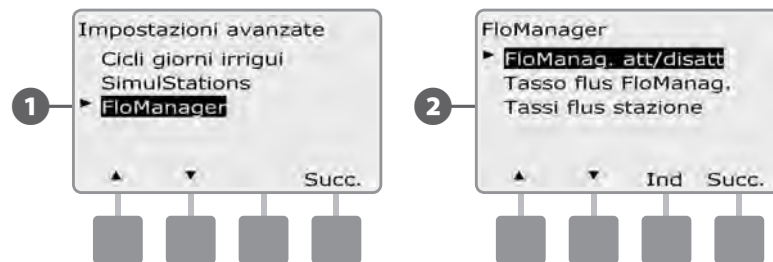 Impostazioni avanzate
Cicli giorni irrigui
SimulStations
FloManager
Succ.
1
FloManager
FloManag. att/disatt
Tasso flus FloManag.
Tassi flus stazione
Ind Succ.
2